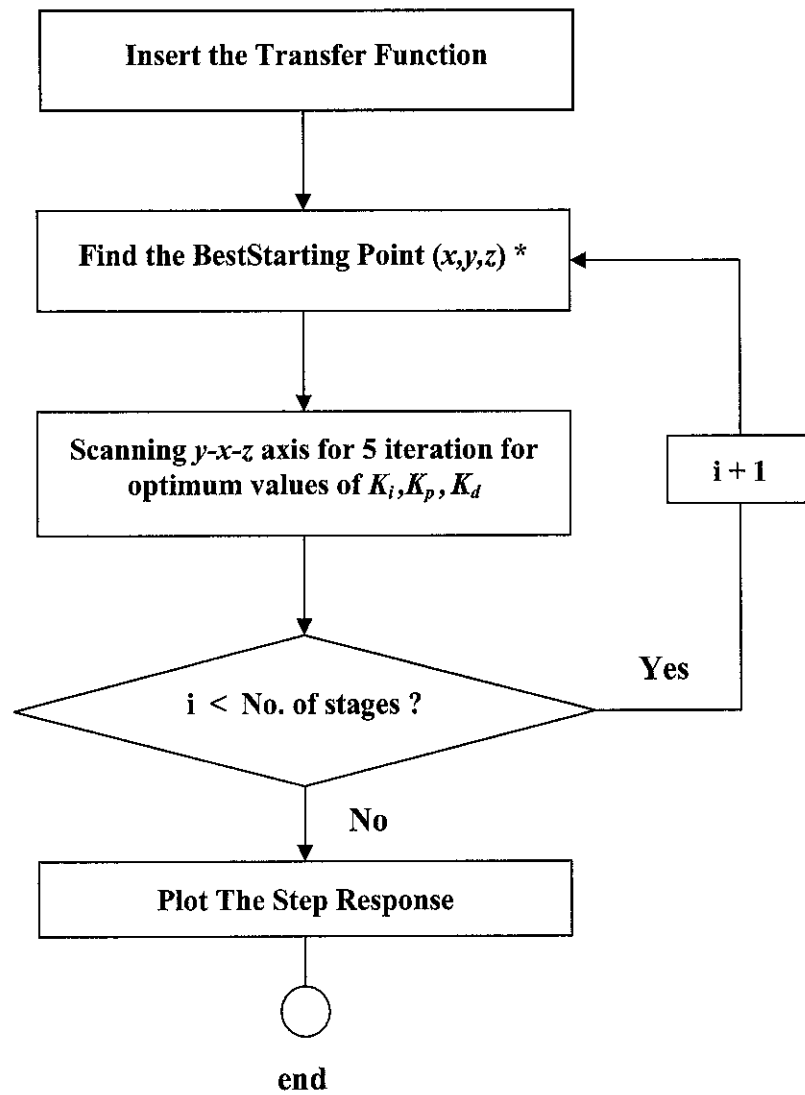 Insert the Transfer Function
Find the BestStarting Point (x,y,z) *
Scanning y-x-z axis for 5 iteration for
optimum values of Ki,Kp, Kd
i + 1
i < No. of stages ?
Yes
No
Plot The Step Response
end